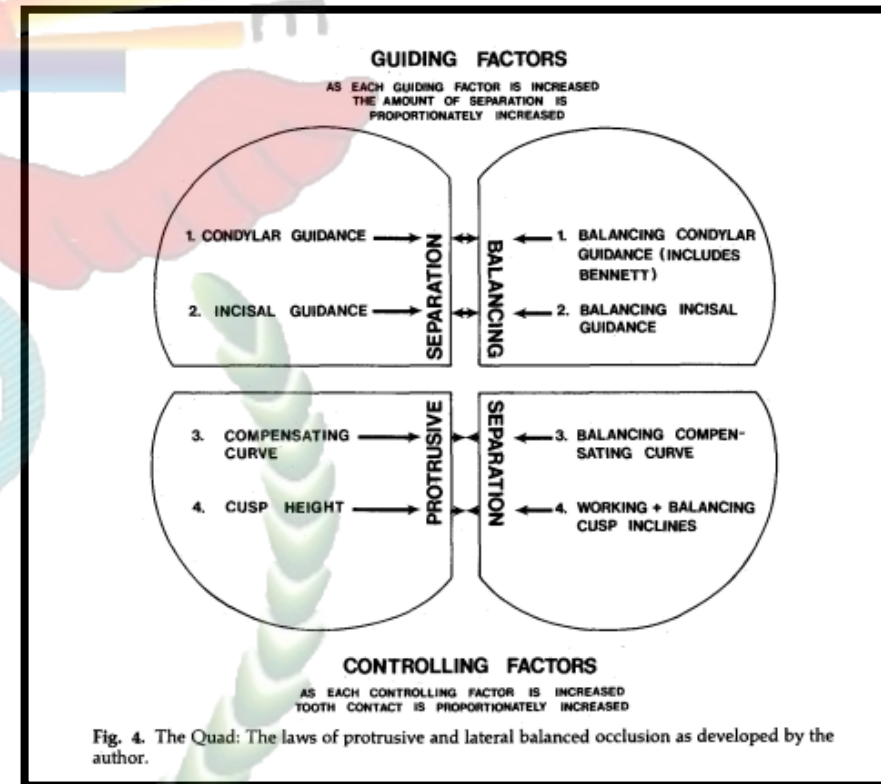 GUIDING FACTORS
AS EACH GUIDING FACTOR IS INCREASED
THE AMOUNT OF SEPARATION IS
PROPORTIONATELY INCREASED
1. CONDYLAR GUIDANCE
2. INCISAL GUIDANCE
SEPARATION
BALANCING
1. BALANCING CONDYLAR
GUIDANCE (INCLUDES
BENNETT)
2. BALANCING INCISAL
GUIDANCE
3. COMPENSATING
CURVE
4. CUSP HEIGHT
PROTRUSIVE
SEPARATION
3. BALANCING COMPEN-
SATING CURVE
4. WORKING + BALANCING
CUSP INCLINES
CONTROLLING FACTORS
AS EACH CONTROLLING FACTOR IS INCREASED
TOOTH CONTACT IS PROPORTIONATELY INCREASED
Fig. 4. The Quad: The laws of protrusive and lateral balanced occlusion as developed by the
author.